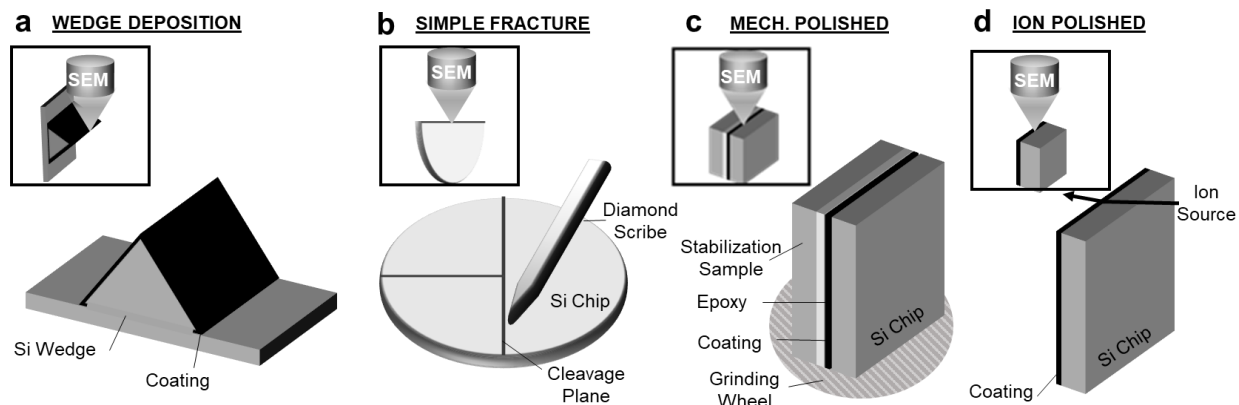 a WEDGE DEPOSITION
SEM
Si Wedge
Coating
b SIMPLE FRACTURE
SEM
Diamond
Scribe
Si Chip
Cleavage
Plane
c MECH. POLISHED
SEM
Stabilization
Sample
Epoxy
Coating
Grinding
Wheel
Si Chip
d ION POLISHED
SEM
Ion
Source
Si Chip
Coating